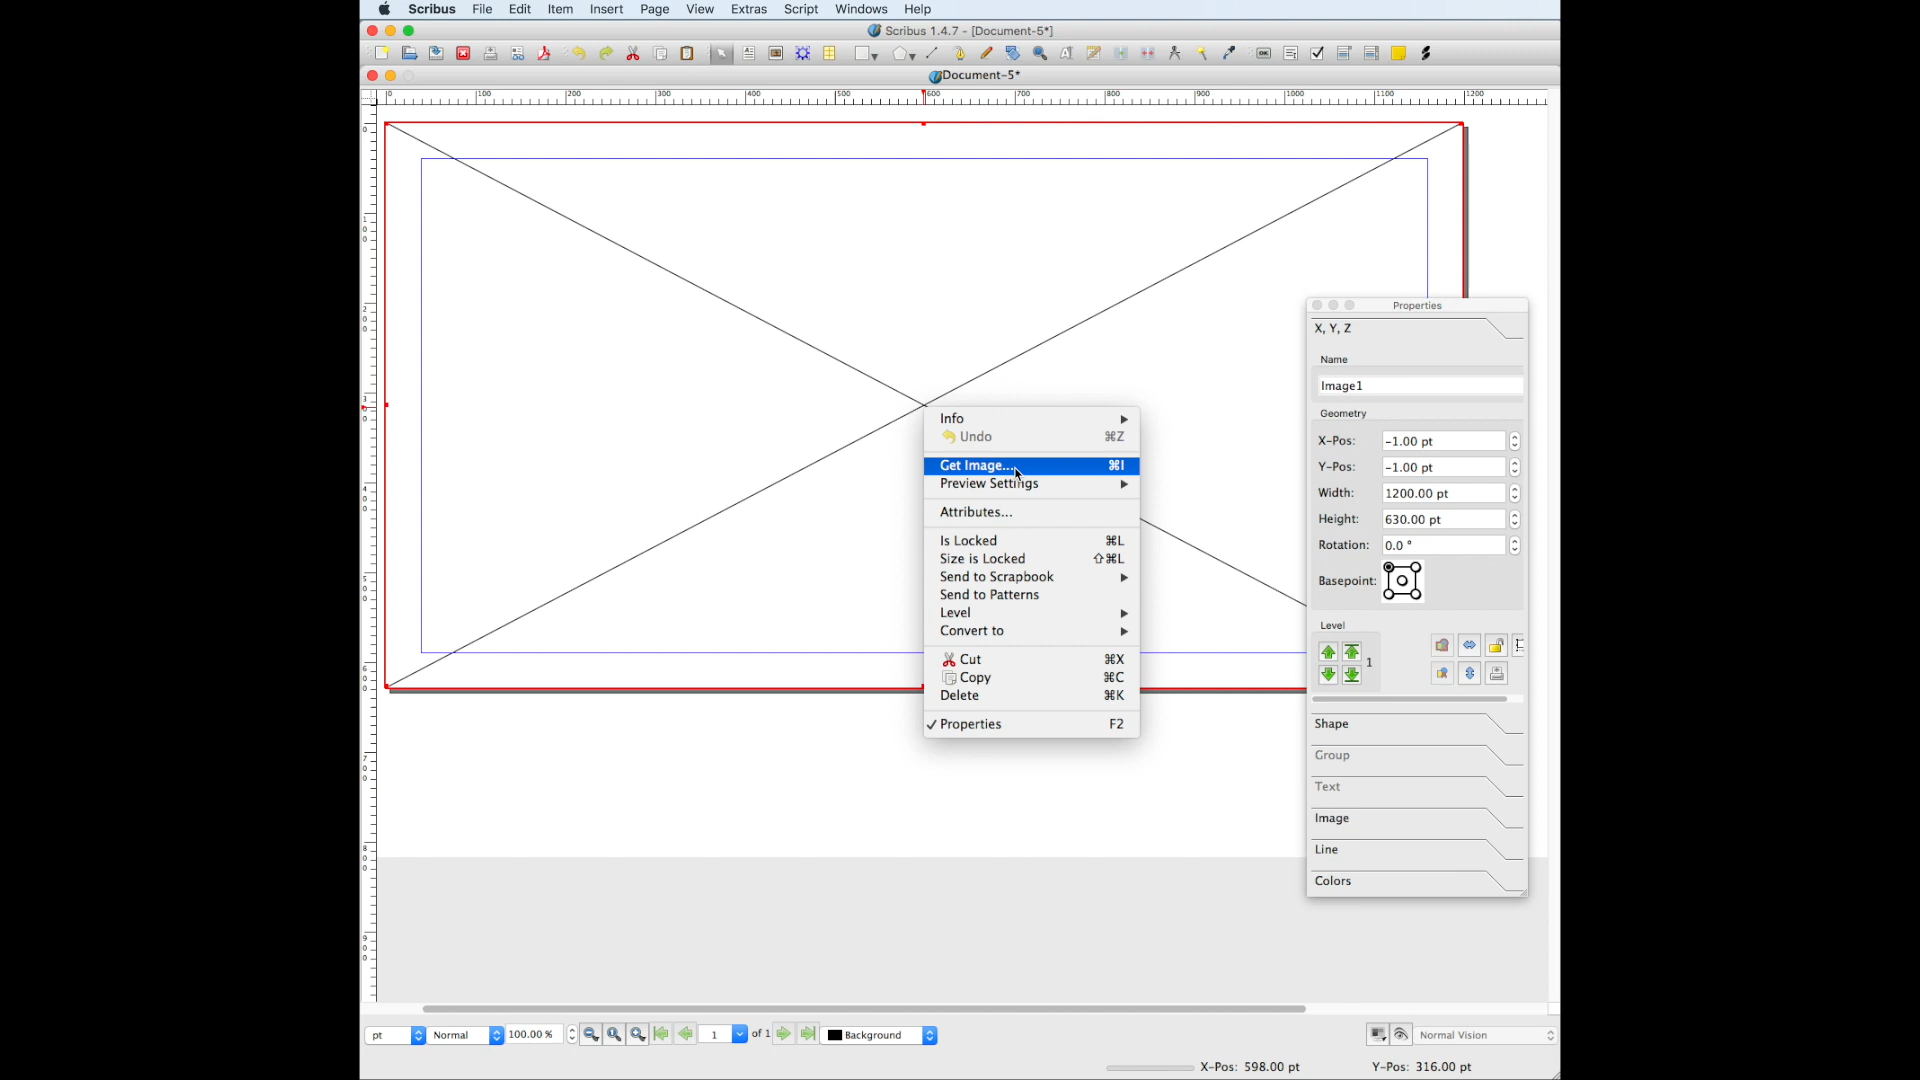 Scribus File Edit Item Insert Page View Extras Script Windows Help
Scribus 1.4.7 - [Document-5*]
Document-5*
0 100 200 300 400 500 600 700 800 900 1000 1100 1200
Properties
X, Y, Z
Name
Image1
Geometry
X-Pos: -1.00 pt
Y-Pos: -1.00 pt
Width: 1200.00 pt
Height: 630.00 pt
Rotation: 0.0 °
Basepoint:
Level
1
Shape
Group
Text
Image
Line
Colors
Info
Undo ⌘Z
Get Image... ⌘I
Preview Settings
Attributes...
Is Locked ⌘L
Size is Locked ⇧⌘L
Send to Scrapbook
Send to Patterns
Level
Convert to
Cut ⌘X
Copy ⌘C
Delete ⌘K
✓ Properties F2
pt Normal 100.00 % 1 of 1 Background Normal Vision
X-Pos: 598.00 pt Y-Pos: 316.00 pt